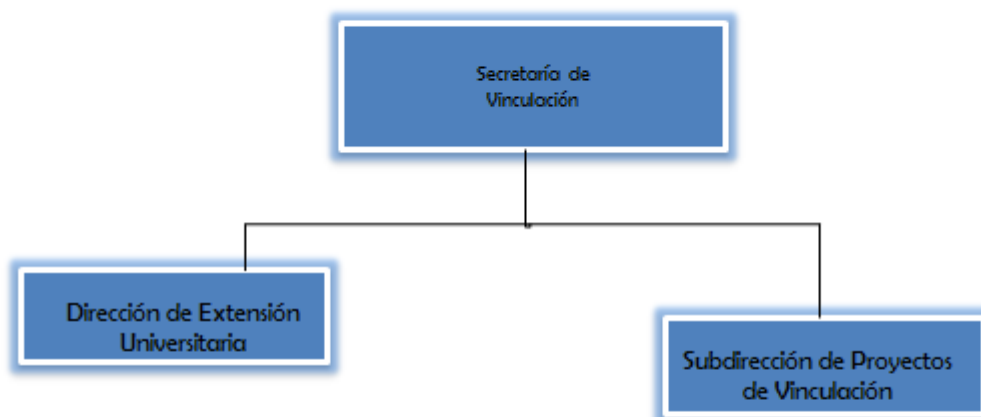 Secretaría de
Vinculación
Dirección de Extensión
Universitaria
Subdirección de Proyectos
de Vinculación